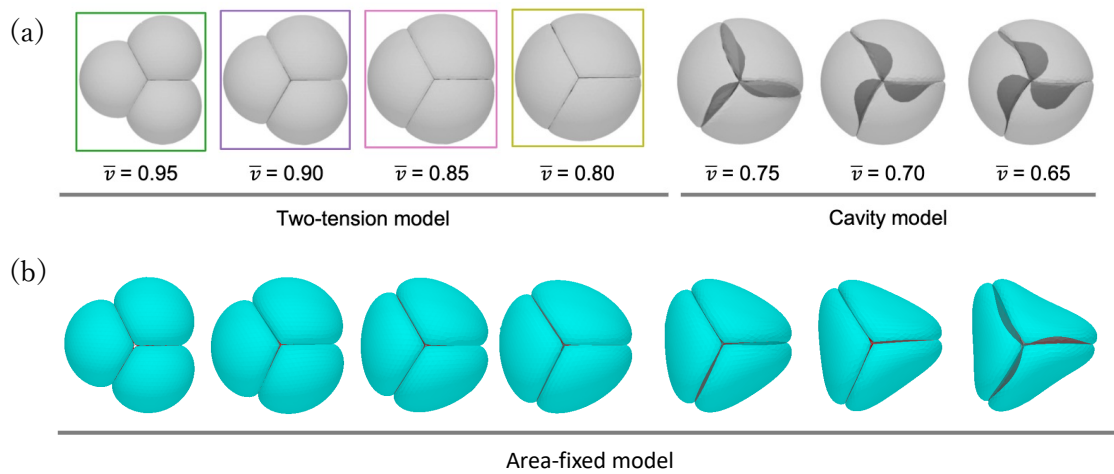 (a)
v̅ = 0.95 v̅ = 0.90 v̅ = 0.85 v̅ = 0.80 v̅ = 0.75 v̅ = 0.70 v̅ = 0.65
Two-tension model Cavity model
(b)
Area-fixed model